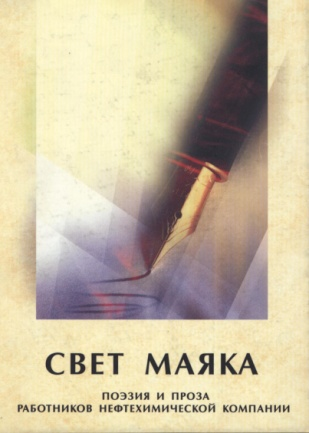 СВЕТ МАЯКА
ПОЭЗИЯ И ПРОЗА
РАБОТНИКОВ НЕФТЕХИМИЧЕСКОЙ КОМПАНИИ